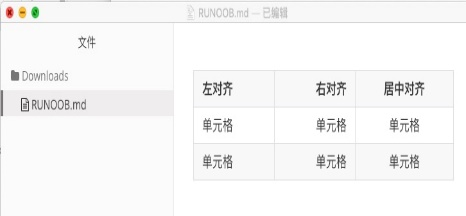 RUNOOB.md — 已编辑
文件
Downloads
RUNOOB.md
左对齐 右对齐 居中对齐
单元格 单元格 单元格
单元格 单元格 单元格